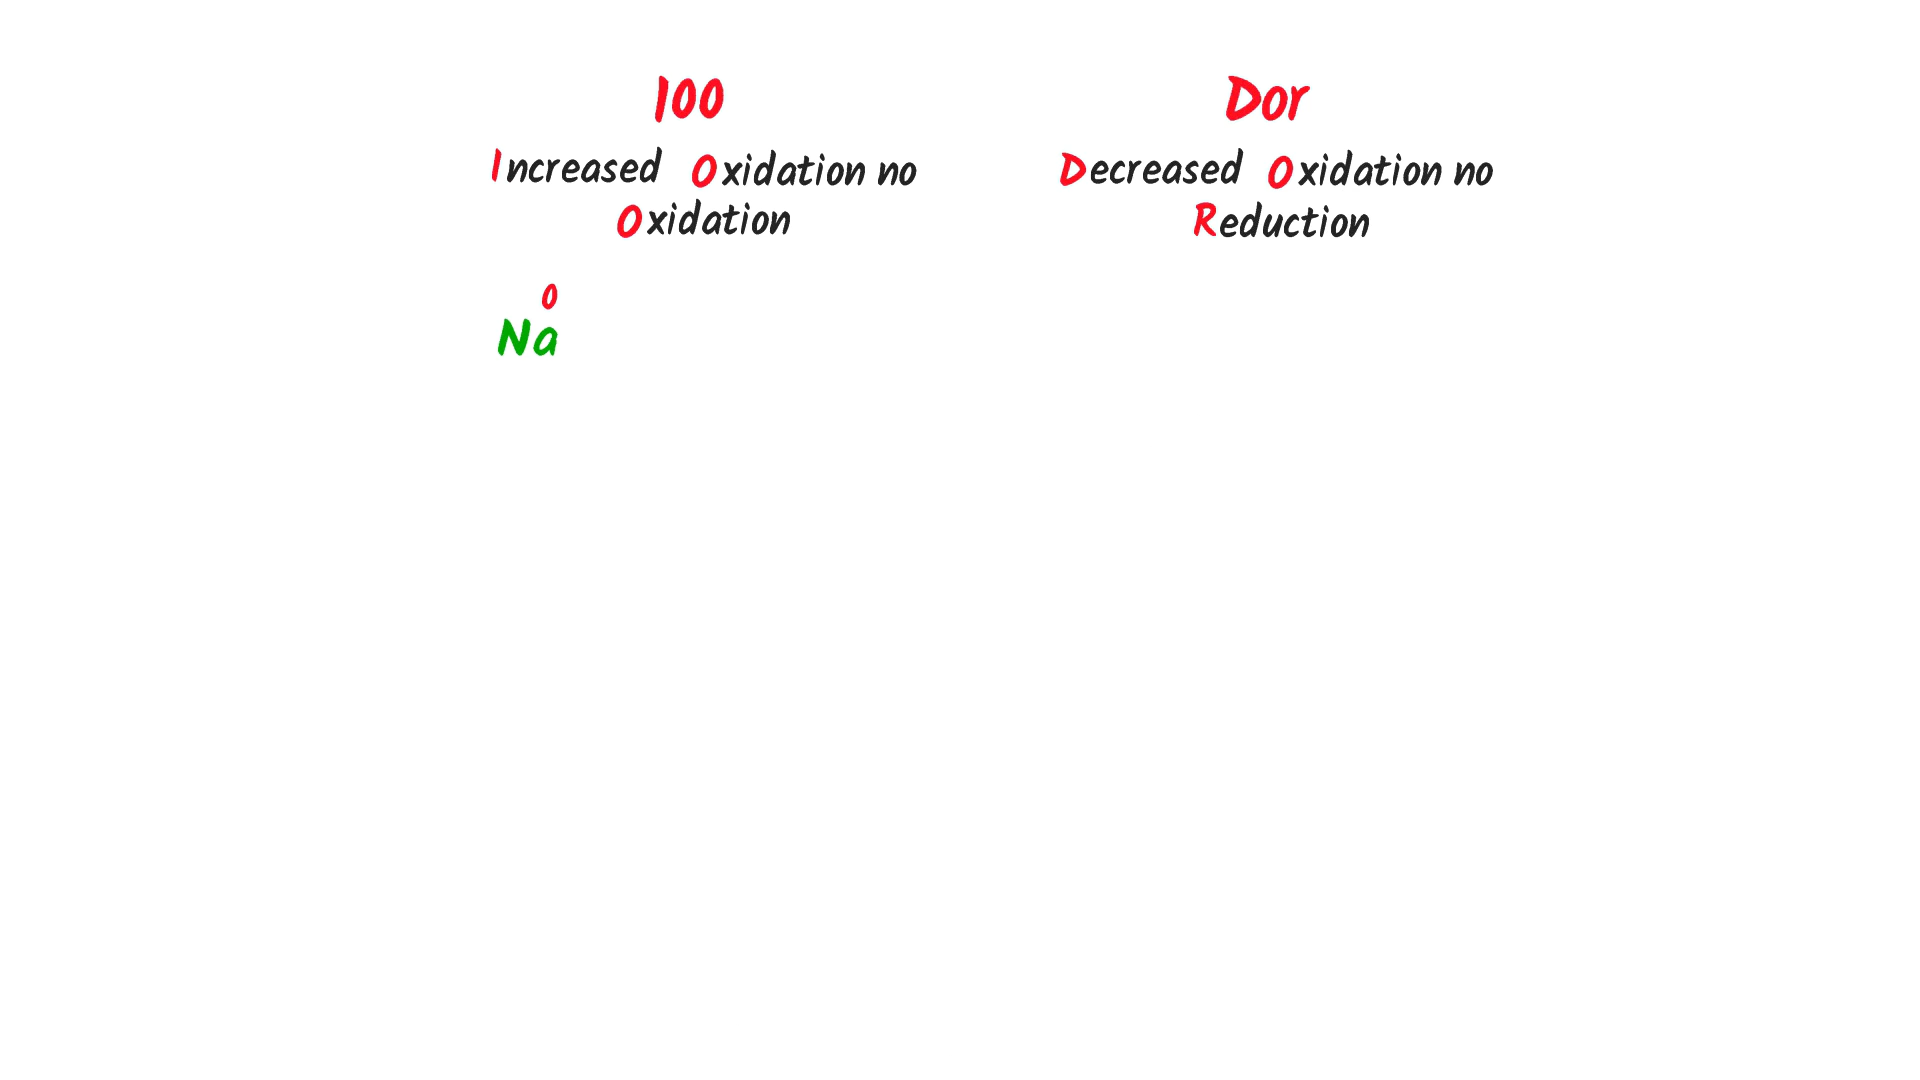 IOO
Increased Oxidation no
Oxidation
Dor
Decreased Oxidation no
Reduction
0
Na